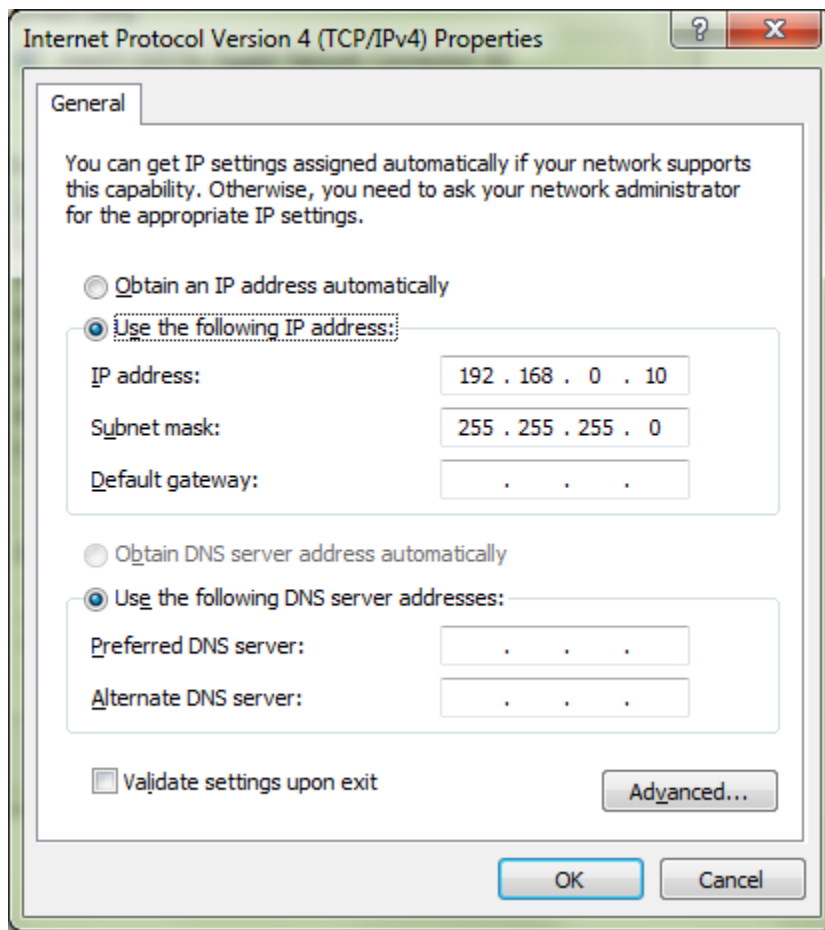 Internet Protocol Version 4 (TCP/IPv4) Properties
General
You can get IP settings assigned automatically if your network supports
this capability. Otherwise, you need to ask your network administrator
for the appropriate IP settings.
Obtain an IP address automatically
Use the following IP address:
IP address: 192 . 168 . 0 . 10
Subnet mask: 255 . 255 . 255 . 0
Default gateway: . . .
Obtain DNS server address automatically
Use the following DNS server addresses:
Preferred DNS server: . . .
Alternate DNS server: . . .
Validate settings upon exit
Advanced...
OK Cancel